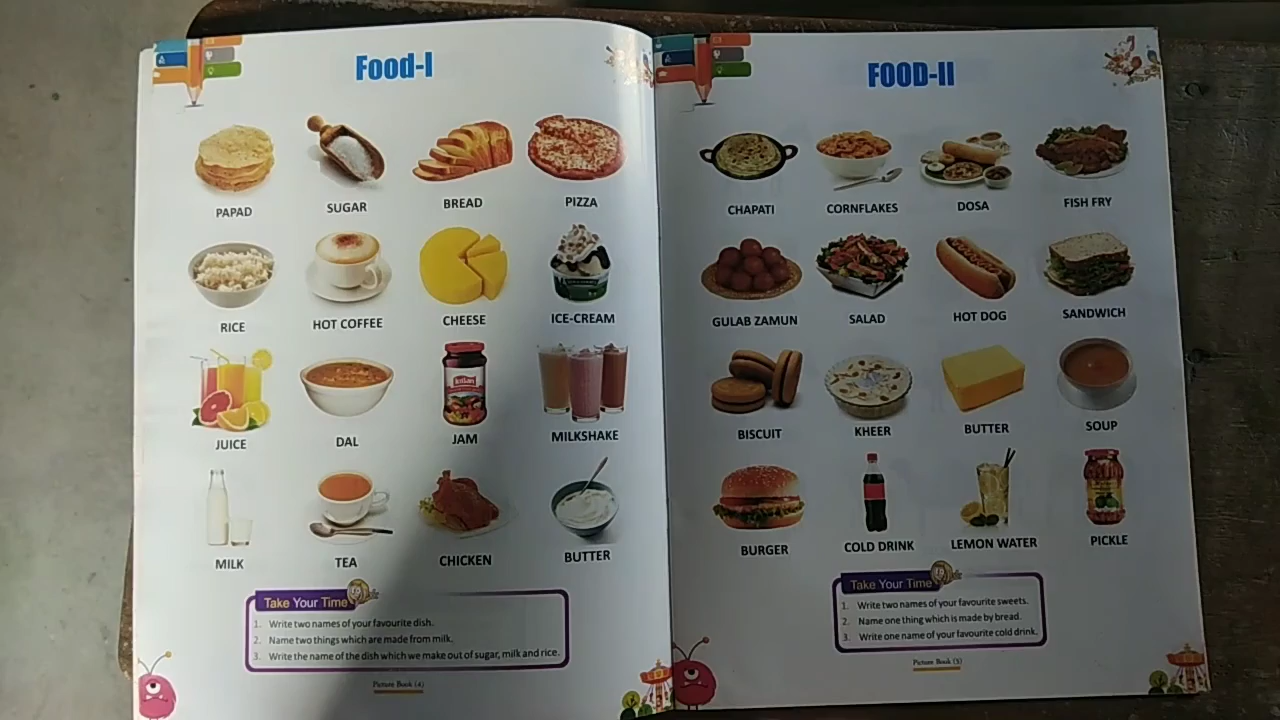 Food-I
PAPAD SUGAR BREAD PIZZA
RICE HOT COFFEE CHEESE ICE-CREAM
JUICE DAL JAM MILKSHAKE
MILK TEA CHICKEN BUTTER
Take Your Time
1. Write two names of your favourite dish.
2. Name two things which are made from milk.
3. Write the name of the dish which we make out of sugar, milk and rice.
Picture Book (4)
FOOD-II
CHAPATI CORNFLAKES DOSA FISH FRY
GULAB ZAMUN SALAD HOT DOG SANDWICH
BISCUIT KHEER BUTTER SOUP
BURGER COLD DRINK LEMON WATER PICKLE
Take Your Time
1. Write two names of your favourite sweets.
2. Name one thing which is made by bread.
3. Write one name of your favourite cold drink.
Picture Book (5)